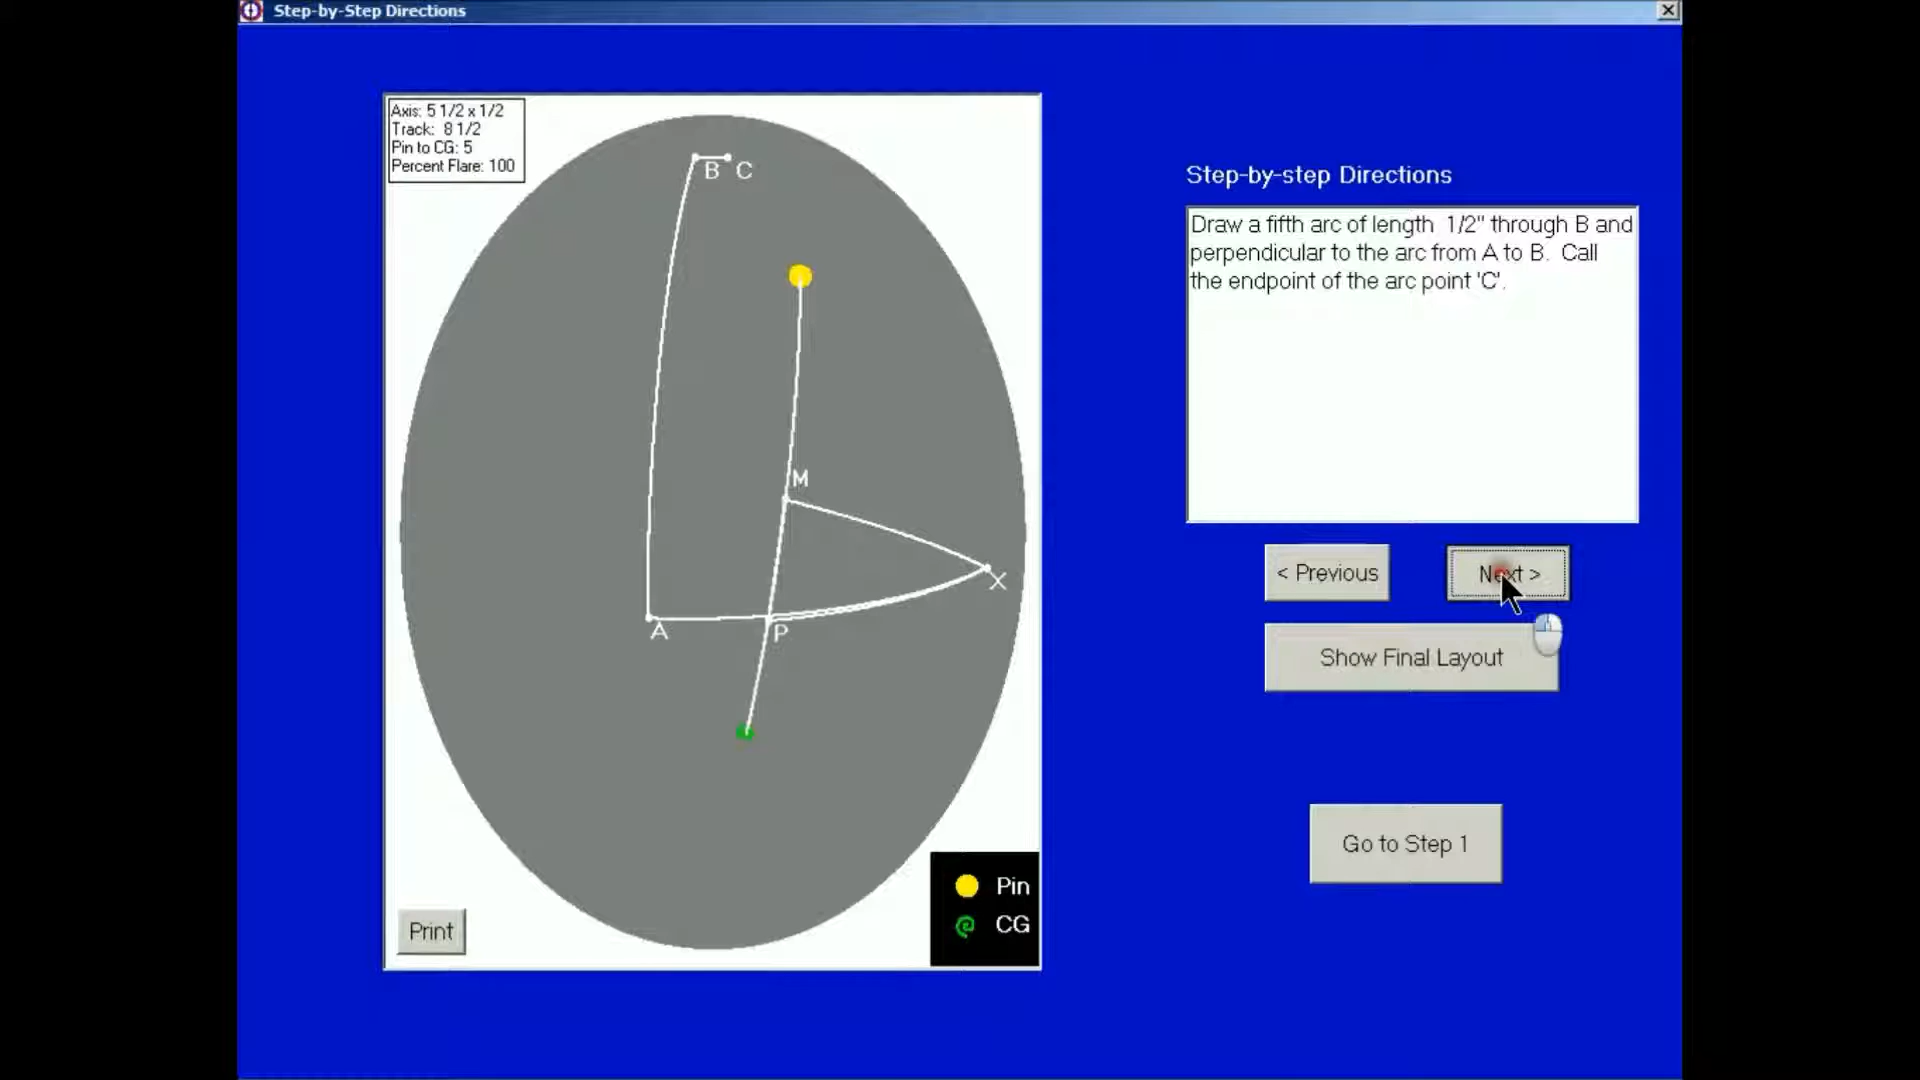 Step-by-Step Directions
Axis: 5 1/2 x 1/2
Track: 8 1/2
Pin to CG: 5
Percent Flare: 100
B C
M
X
A
P
Pin
CG
Print
Step-by-step Directions
Draw a fifth arc of length 1/2" through B and
perpendicular to the arc from A to B. Call
the endpoint of the arc point 'C'.
< Previous
Next >
Show Final Layout
Go to Step 1